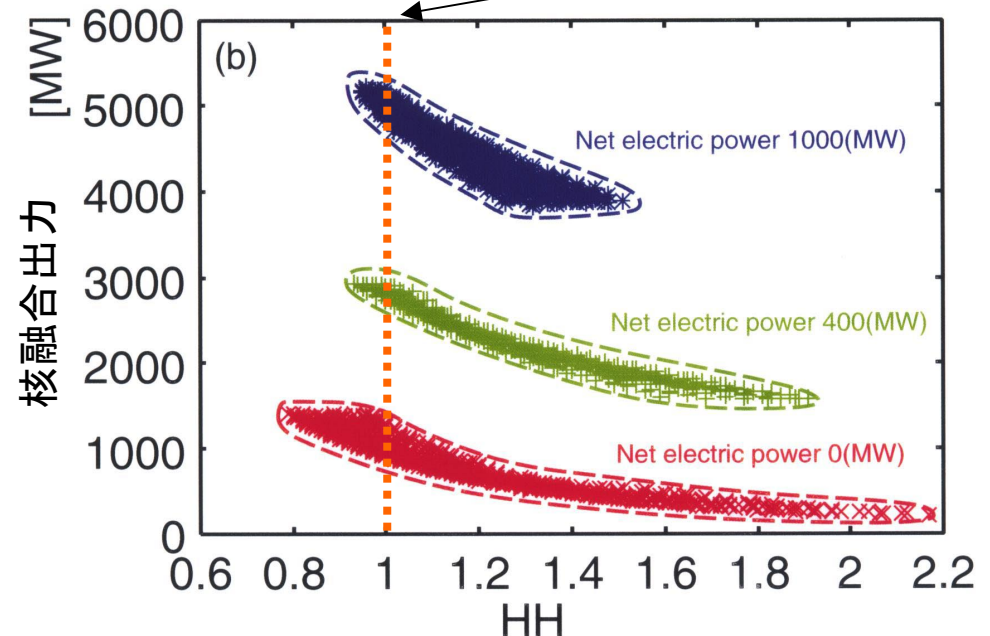 核融合出力 [MW]
6000
5000
4000
3000
2000
1000
0
(b)
Net electric power 1000(MW)
Net electric power 400(MW)
Net electric power 0(MW)
0.6 0.8 1 1.2 1.4 1.6 1.8 2 2.2
HH